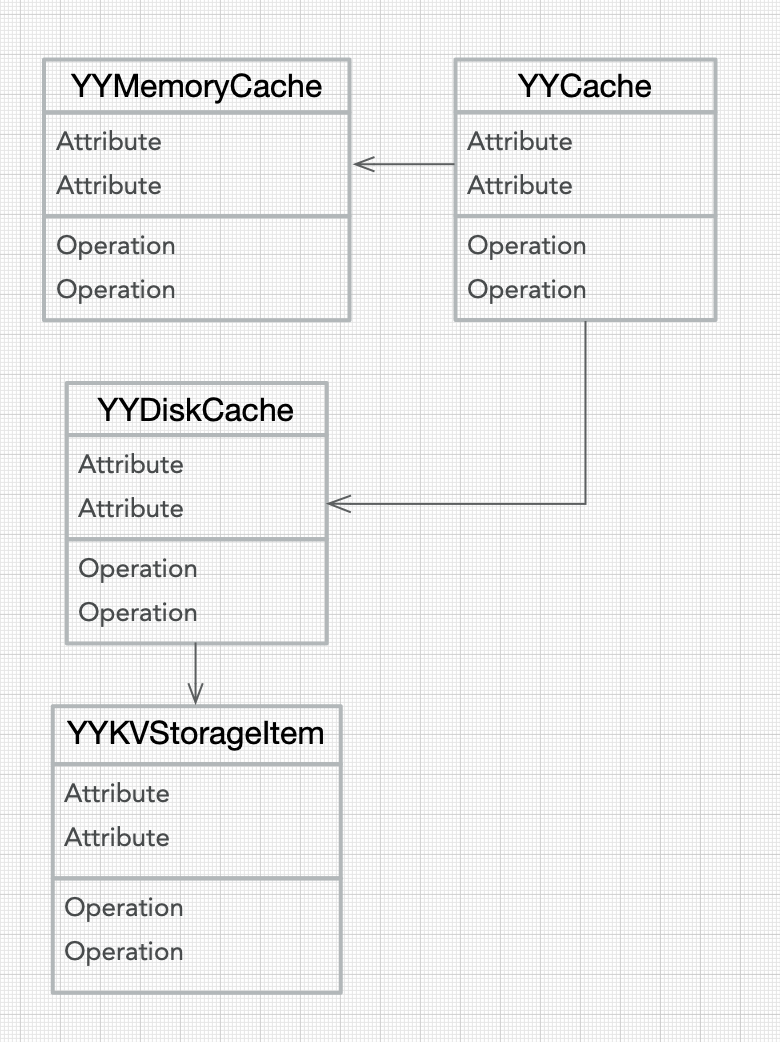 YYMemoryCache
Attribute
Attribute
Operation
Operation
YYCache
Attribute
Attribute
Operation
Operation
YYDiskCache
Attribute
Attribute
Operation
Operation
YYKVStorageItem
Attribute
Attribute
Operation
Operation